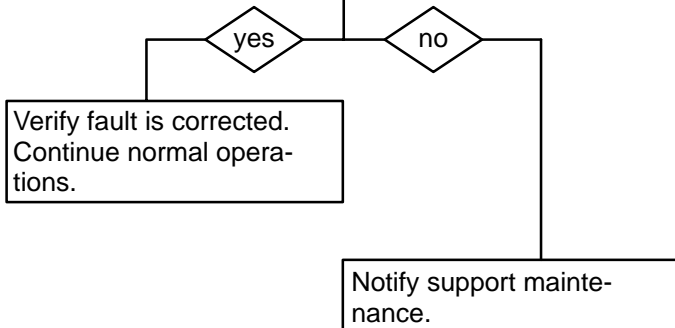 yes
no
Verify fault is corrected.
Continue normal opera-
tions.
Notify support mainte-
nance.